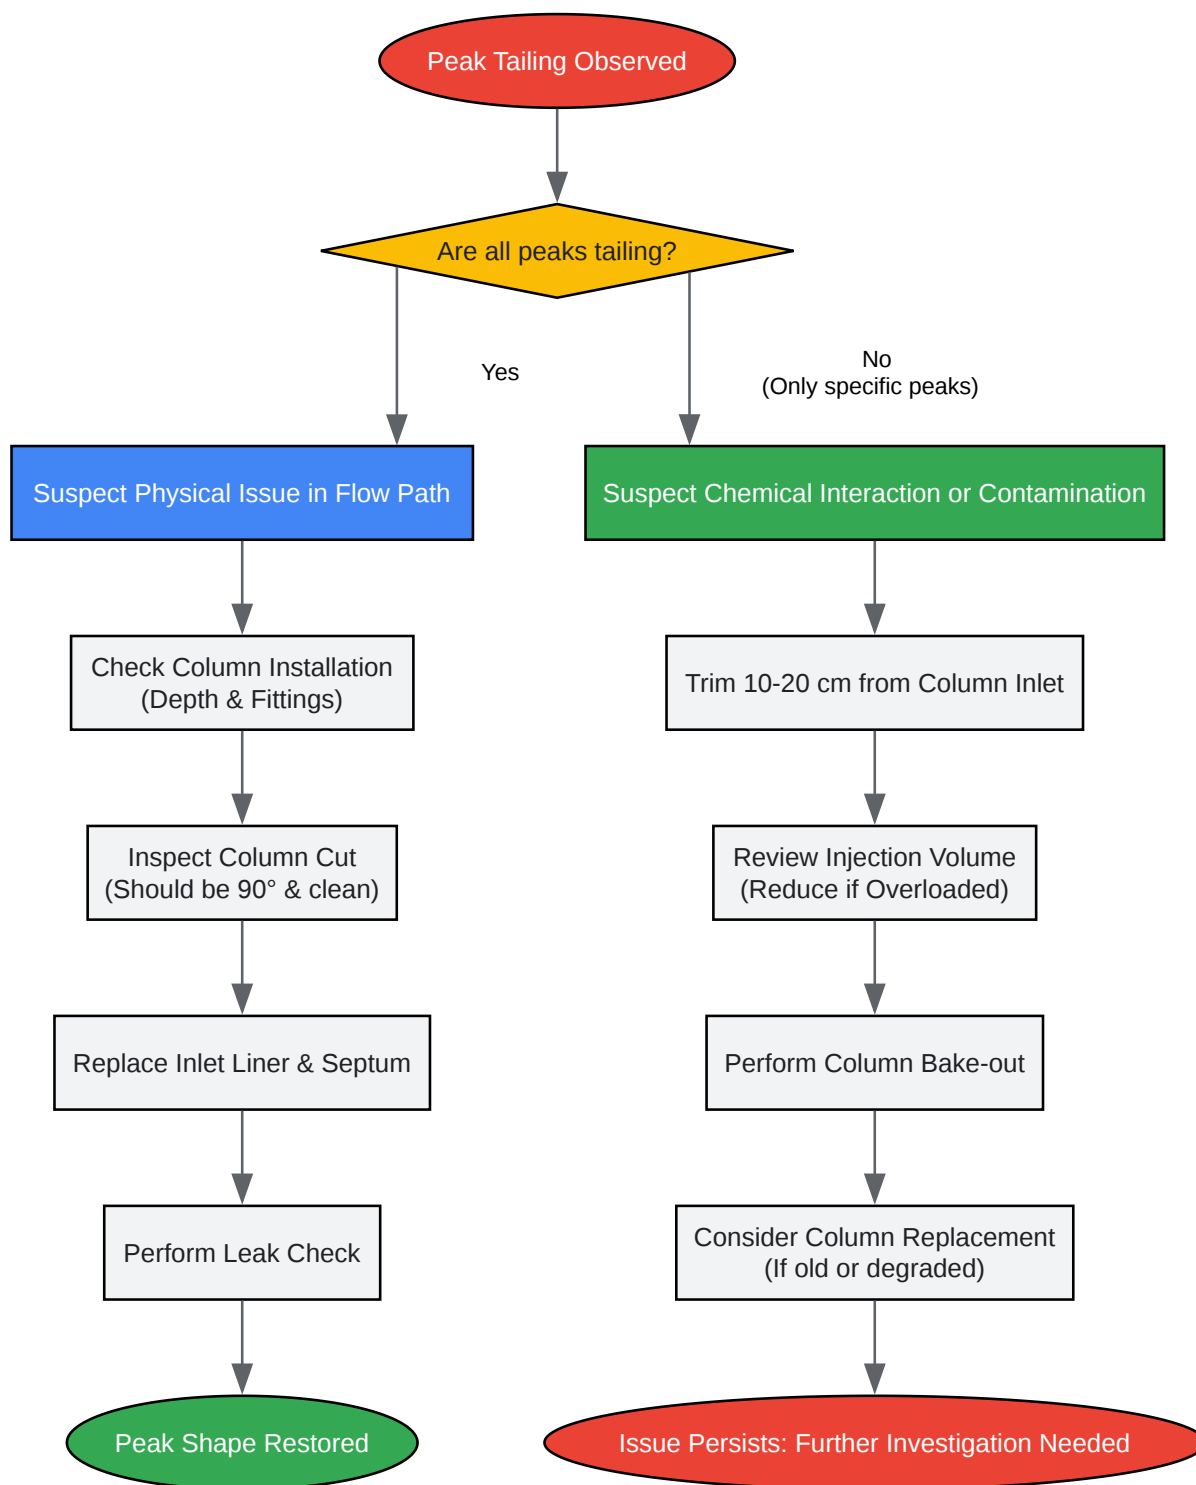 Peak Tailing Observed
Are all peaks tailing?
Yes
No
(Only specific peaks)
Suspect Physical Issue in Flow Path
Suspect Chemical Interaction or Contamination
Check Column Installation
(Depth & Fittings)
Trim 10-20 cm from Column Inlet
Inspect Column Cut
(Should be 90° & clean)
Review Injection Volume
(Reduce if Overloaded)
Replace Inlet Liner & Septum
Perform Column Bake-out
Perform Leak Check
Consider Column Replacement
(If old or degraded)
Peak Shape Restored
Issue Persists: Further Investigation Needed